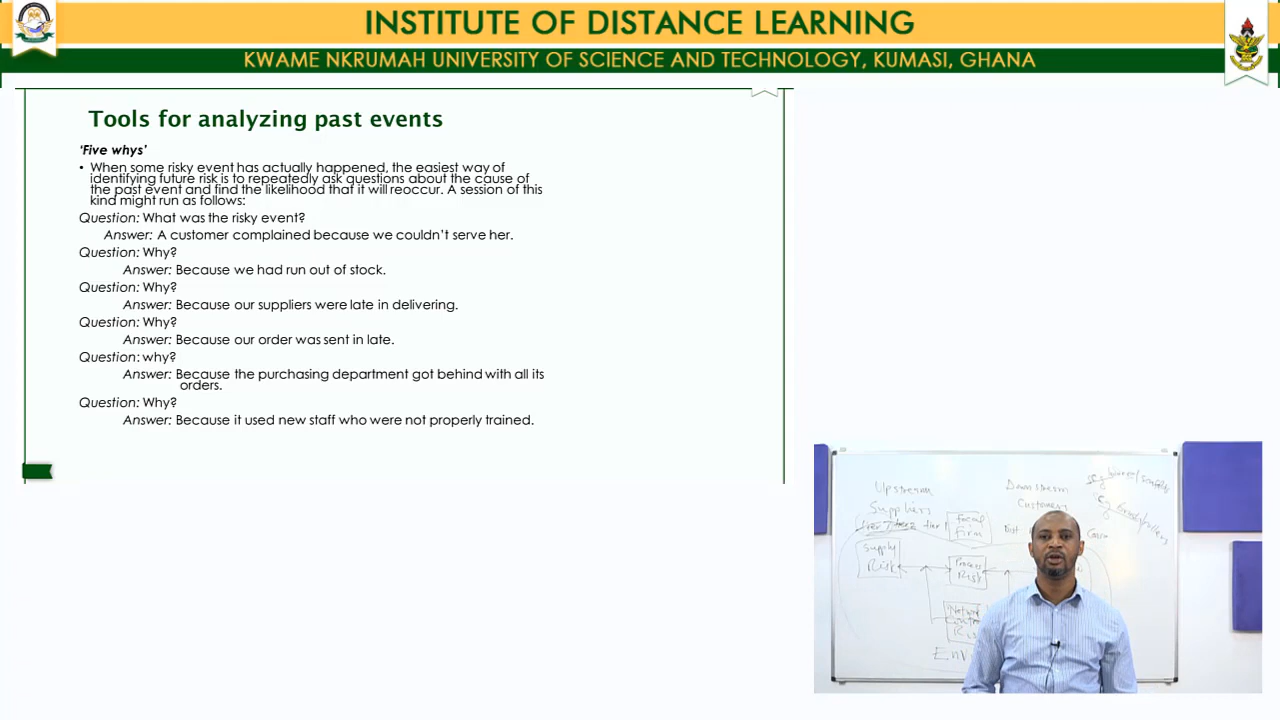 INSTITUTE OF DISTANCE LEARNING
KWAME NKRUMAH UNIVERSITY OF SCIENCE AND TECHNOLOGY, KUMASI, GHANA
Tools for analyzing past events
‘Five whys’
• When some risky event has actually happened, the easiest way of
identifying future risk is to repeatedly ask questions about the cause of
the past event and find the likelihood that it will reoccur. A session of this
kind might run as follows:
Question: What was the risky event?
Answer: A customer complained because we couldn’t serve her.
Question: Why?
Answer: Because we had run out of stock.
Question: Why?
Answer: Because our suppliers were late in delivering.
Question: Why?
Answer: Because our order was sent in late.
Question: why?
Answer: Because the purchasing department got behind with all its
orders.
Question: Why?
Answer: Because it used new staff who were not properly trained.
Upstream
Suppliers
Downstream
Customers
Focal
firm
Supply
Risk
Process
Risk